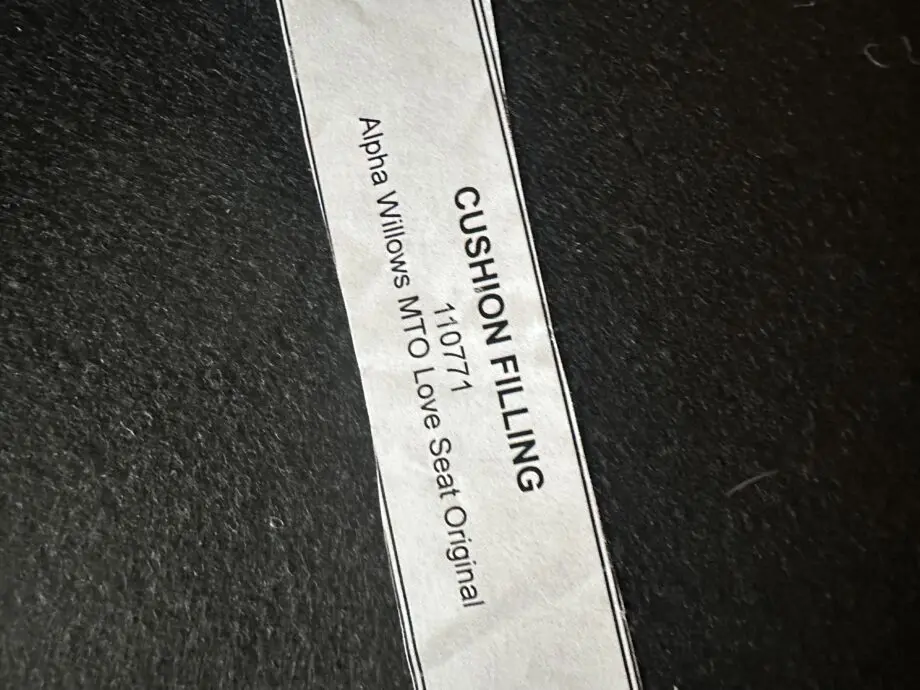 CUSHION FILLING
110771
Alpha Willows MTO Love Seat Original